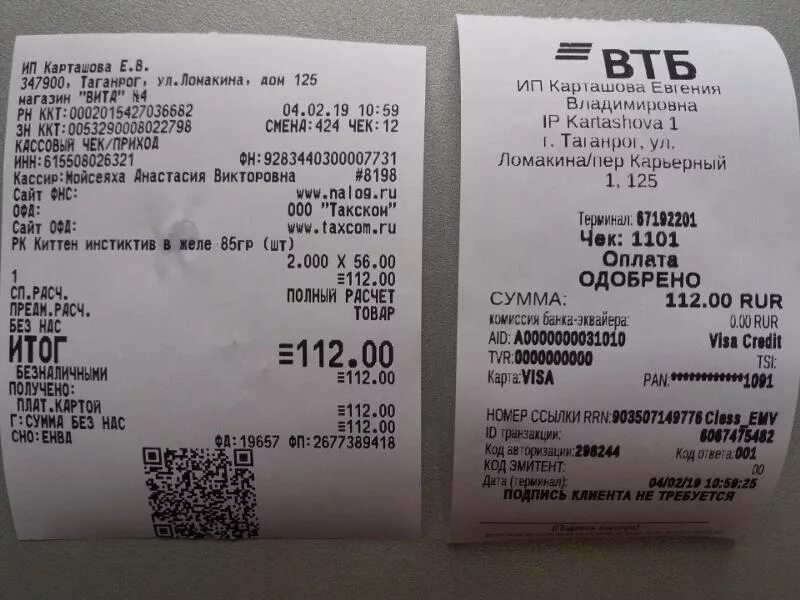 ИП Карташова Е.В.
347900, Таганрог, ул.Ломакина, дом 125
магазин "ВИТА" №4
РН ККТ:0002015427036682 04.02.19 10:59
ЗН ККТ:0053290008022798 СМЕНА:424 ЧЕК:12
КАССОВЫЙ ЧЕК/ПРИХОД
ИНН:615508026321 ФН:9283440300007731
Кассир:Мойсеяха Анастасия Викторовна #8198
Сайт ФНС: www.nalog.ru
ОФД: ООО "Такском"
Сайт ОФД: www.taxcom.ru
РК Киттен инстиктив в желе 85гр (шт)
2.000 X 56.00
1 ≡112.00
СП.РАСЧ. ПОЛНЫЙ РАСЧЕТ
ПРЕДМ.РАСЧ. ТОВАР
БЕЗ НДС
ИТОГ ≡112.00
БЕЗНАЛИЧНЫМИ ≡112.00
ПОЛУЧЕНО:
ПЛАТ.КАРТОЙ ≡112.00
Г:СУММА БЕЗ НДС ≡112.00
СНО:ЕНВД ФД:19657 ФП:2677389418
ВТБ
ИП Карташова Евгения
Владимировна
IP Kartashova 1
г. Таганрог, ул.
Ломакина/пер Карьерный
1, 125
Терминал: 67192201
Чек: 1101
Оплата
ОДОБРЕНО
СУММА: 112.00 RUR
комиссия банка-эквайера: 0.00 RUR
AID: A0000000031010 Visa Credit
TVR:0000000000 TSI:
Карта:VISA PAN:************1091
НОМЕР ССЫЛКИ RRN:903507149776 Cless_EMV
ID транзакции: 6067475482
Код авторизации:298244 Код ответа:001
КОД ЭМИТЕНТ: 00
Дата (терминал): 04/02/19 10:59:25
ПОДПИСЬ КЛИЕНТА НЕ ТРЕБУЕТСЯ
(Подпись кассира)